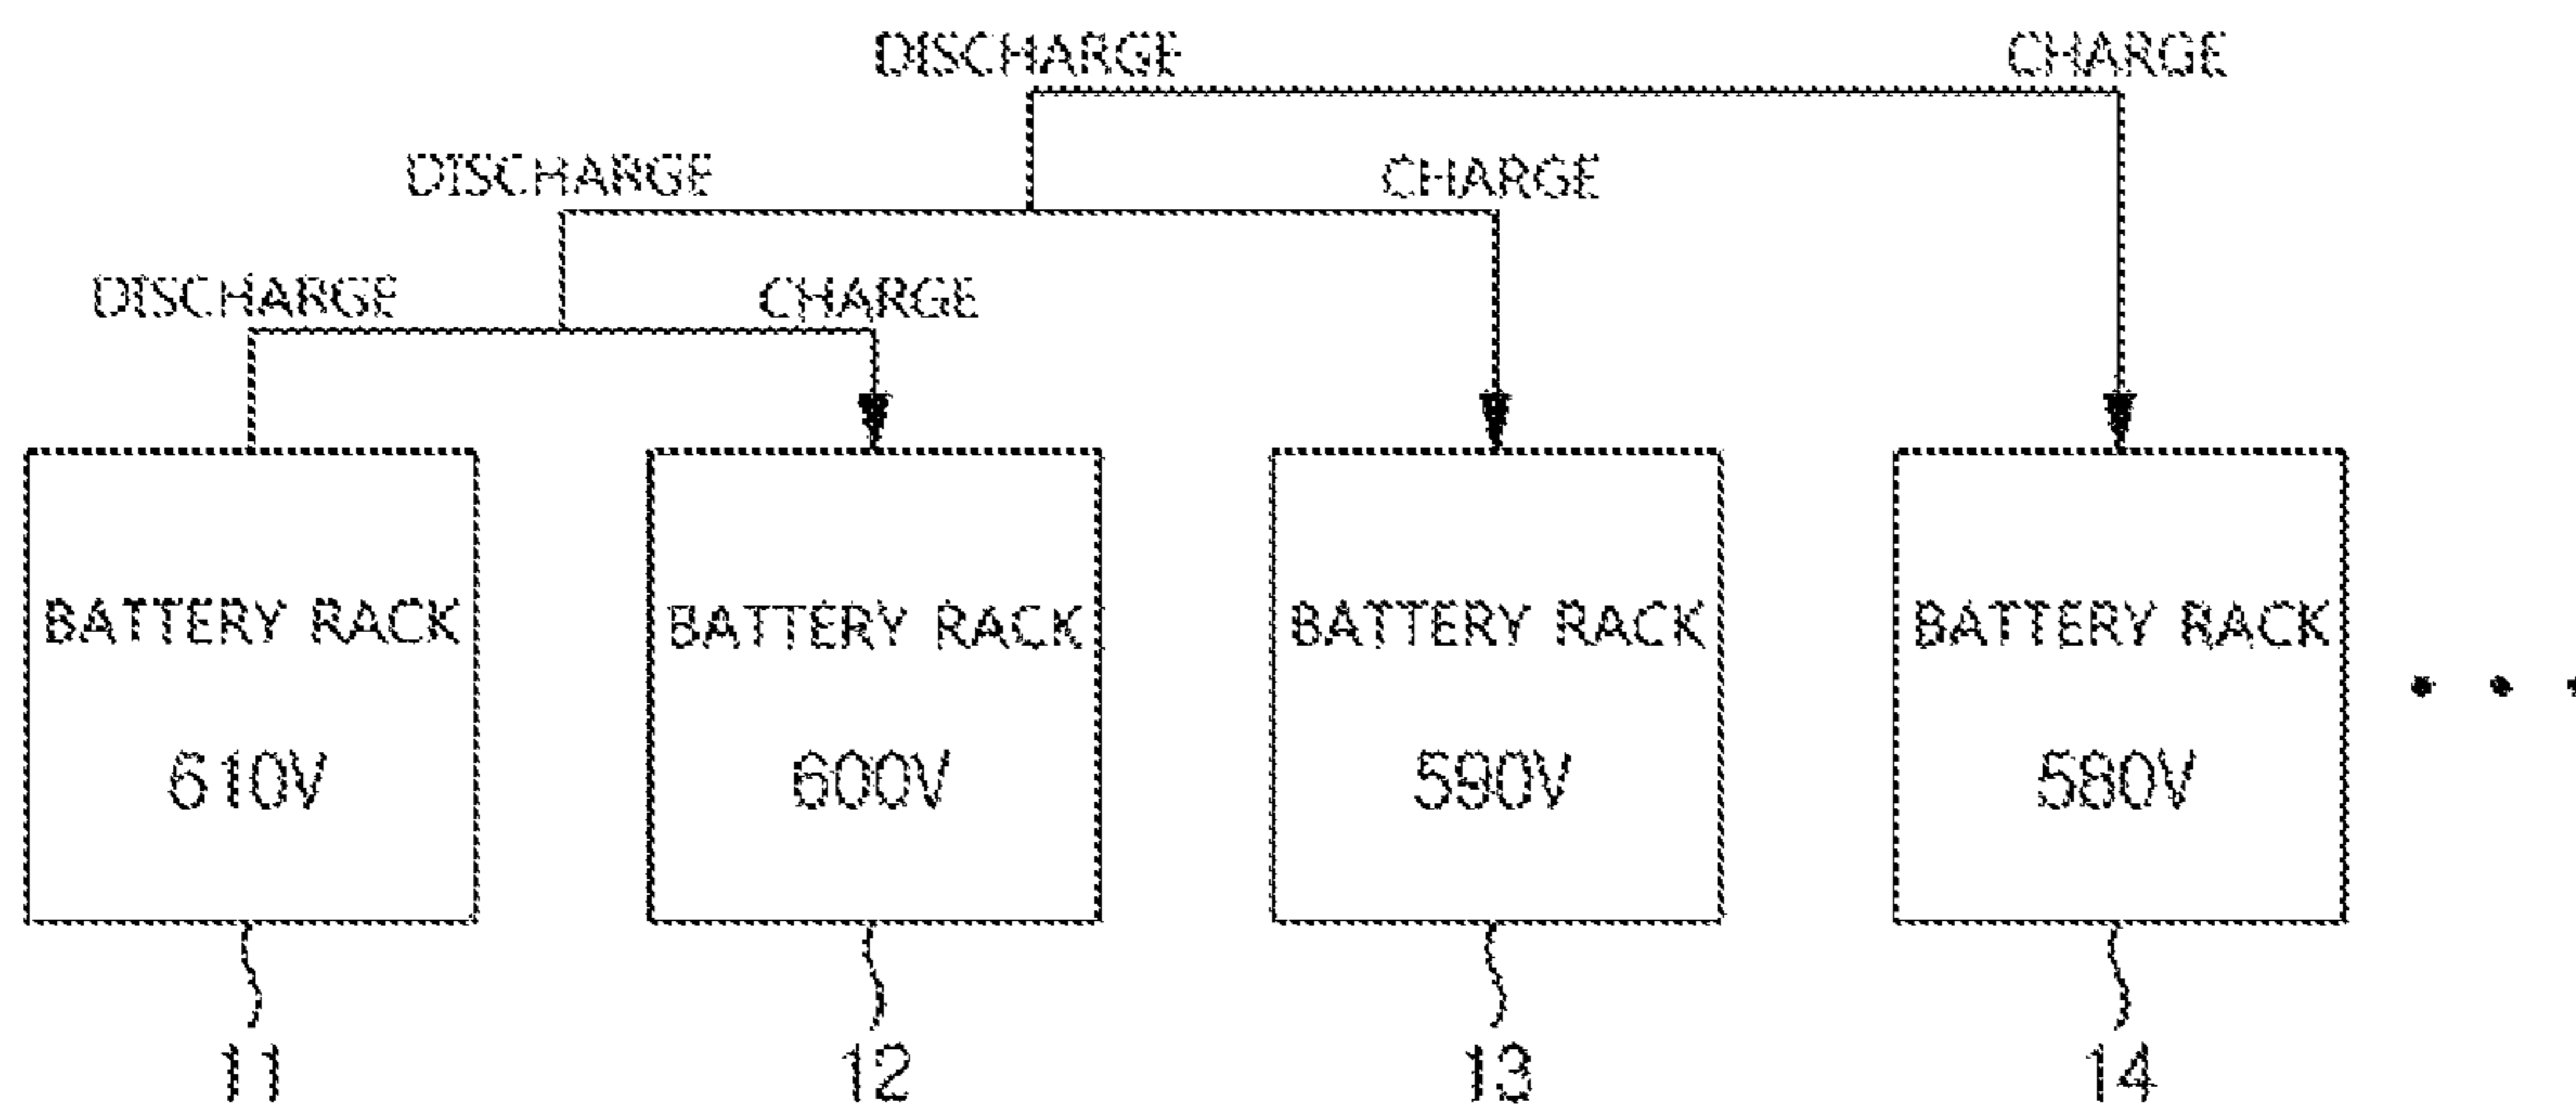 DISCHARGE CHARGE
DISCHARGE CHARGE
DISCHARGE CHARGE
BATTERY RACK BATTERY RACK BATTERY RACK BATTERY RACK
610V 600V 590V 580V
11 12 13 14